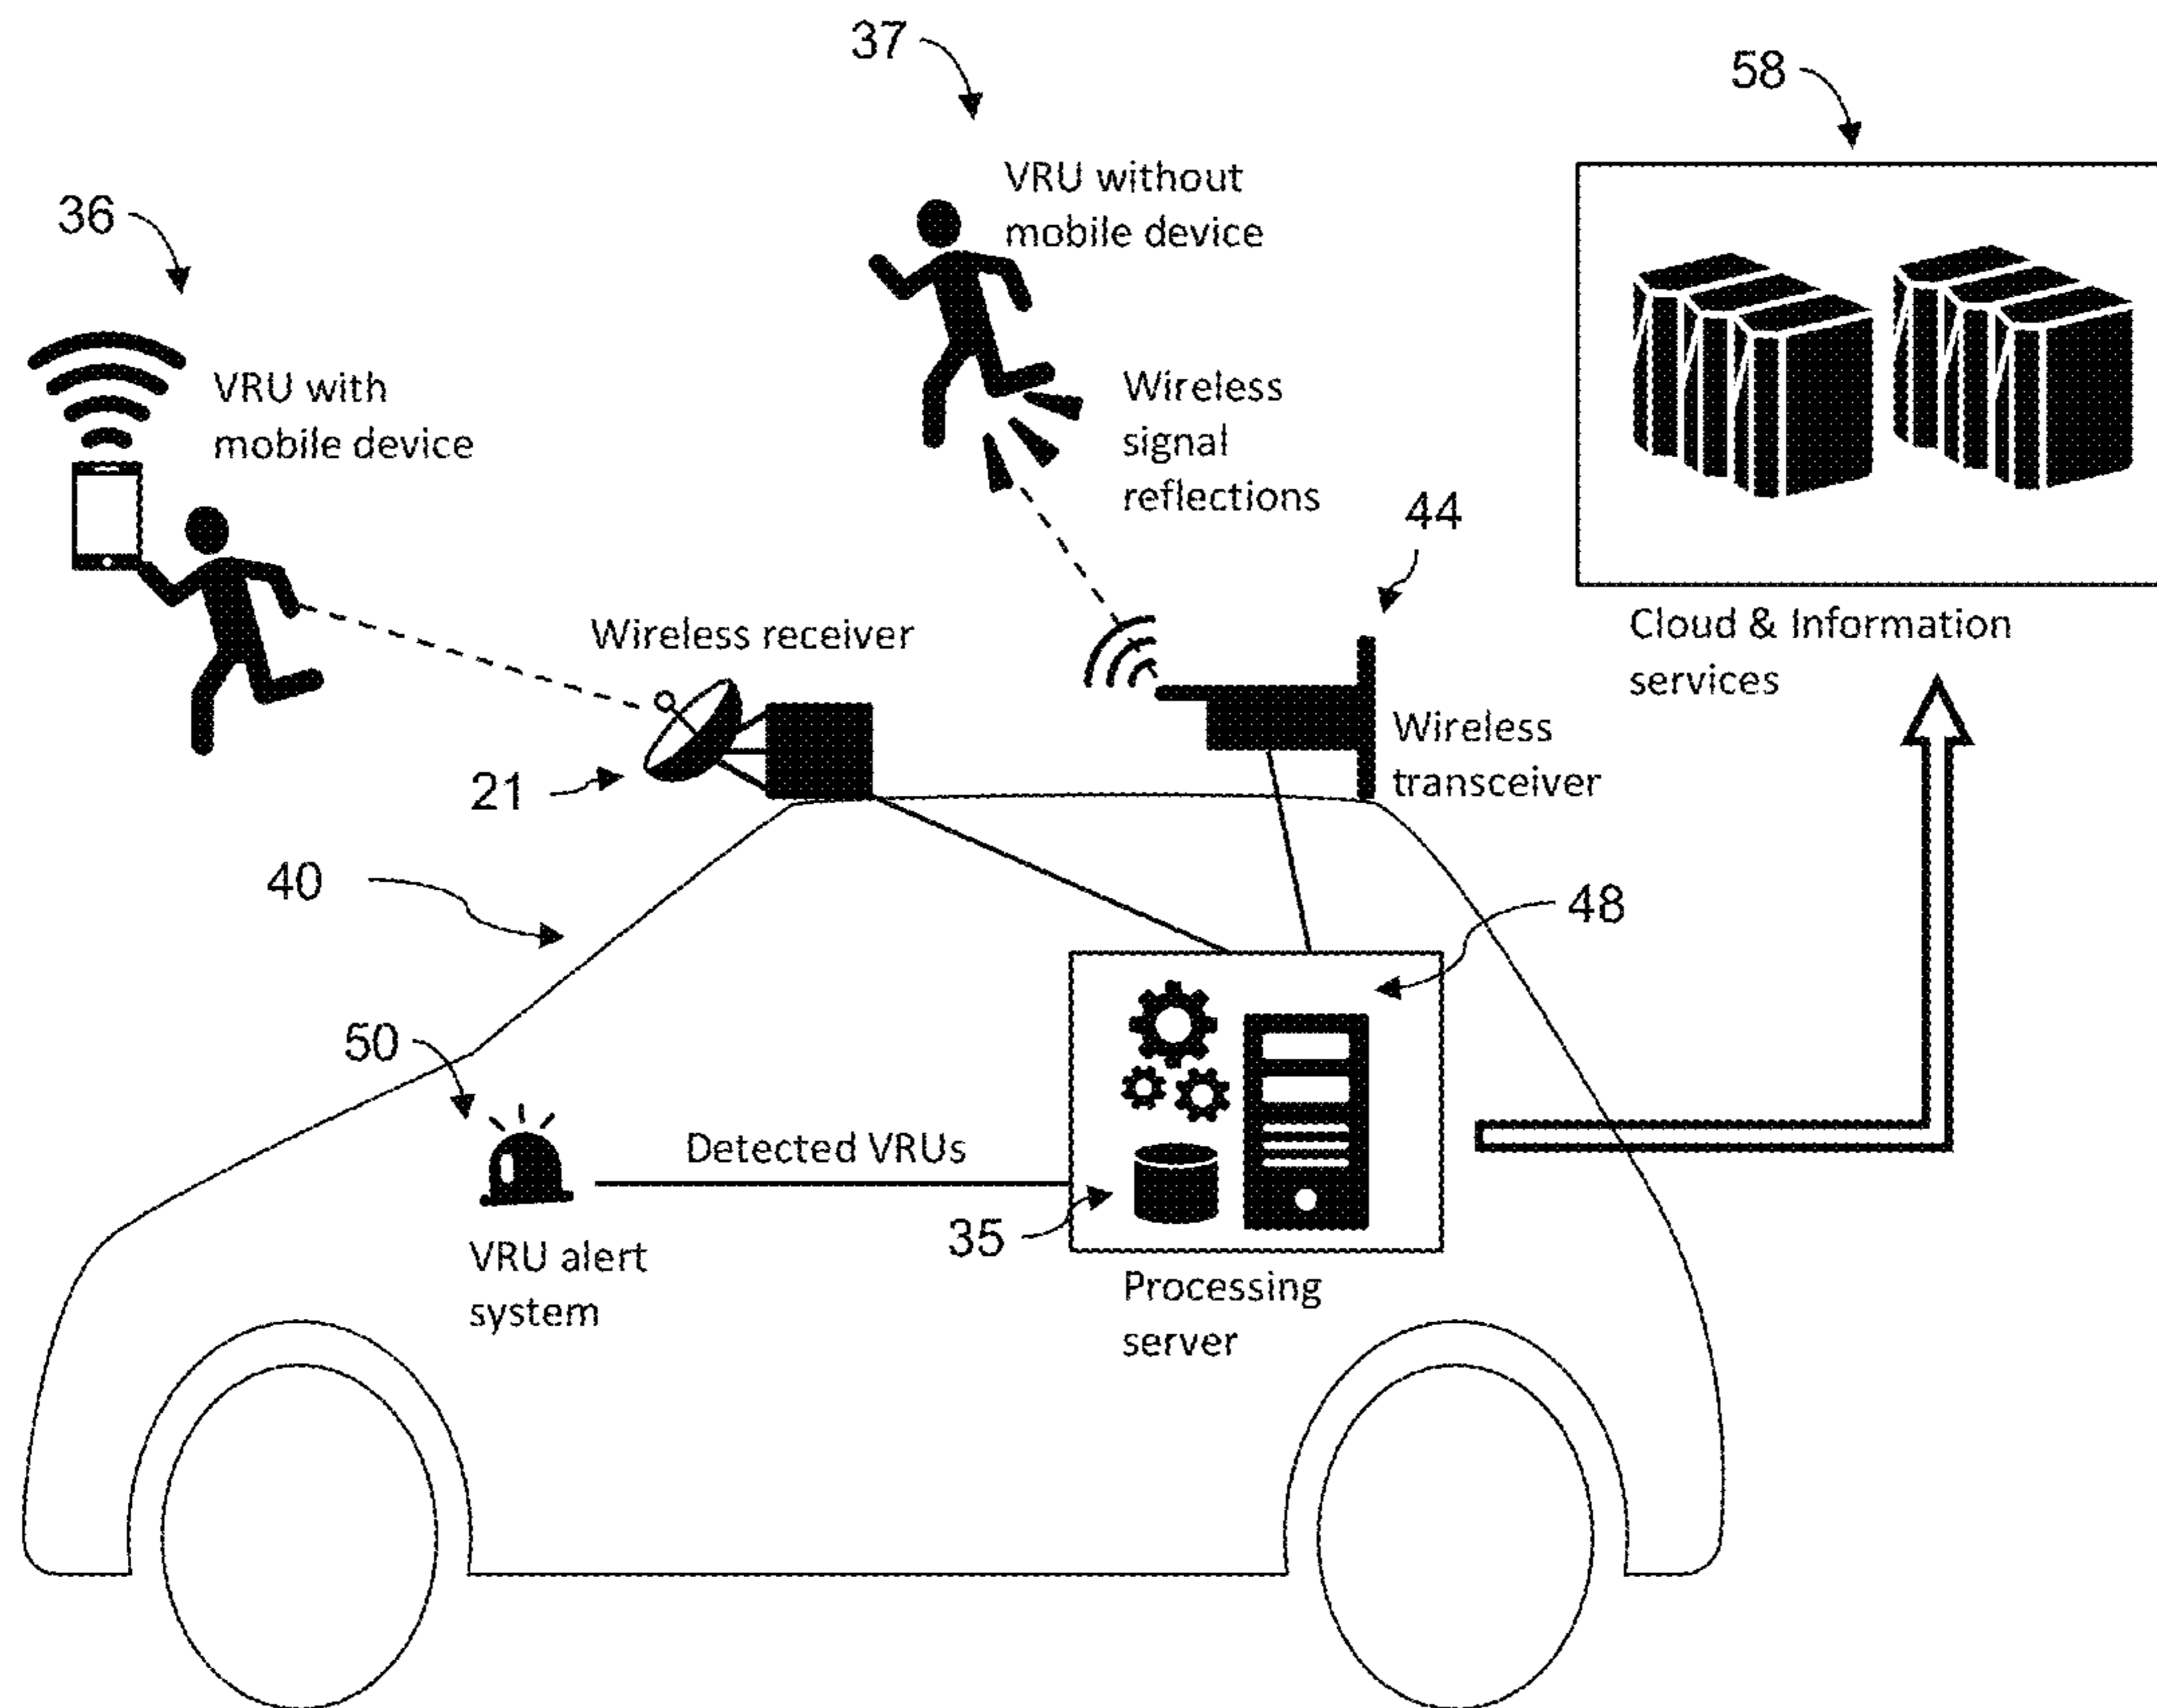 37
58
36
VRU without
mobile device
VRU with
mobile device
Wireless
signal
reflections
44
Wireless receiver
Cloud & Information
services
21
Wireless
transceiver
40
48
50
Detected VRUs
35
VRU alert
system
Processing
server